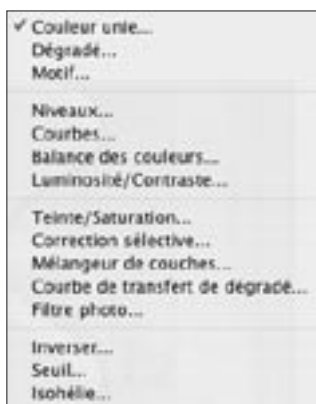 ✓ Couleur unie...
Dégradé...
Motif...
Niveaux...
Courbes...
Balance des couleurs...
Luminosité/Contraste...
Teinte/Saturation...
Correction sélective...
Mélangeur de couches...
Courbe de transfert de dégradé...
Filtre photo...
Inverser...
Seuil...
Isohélie...